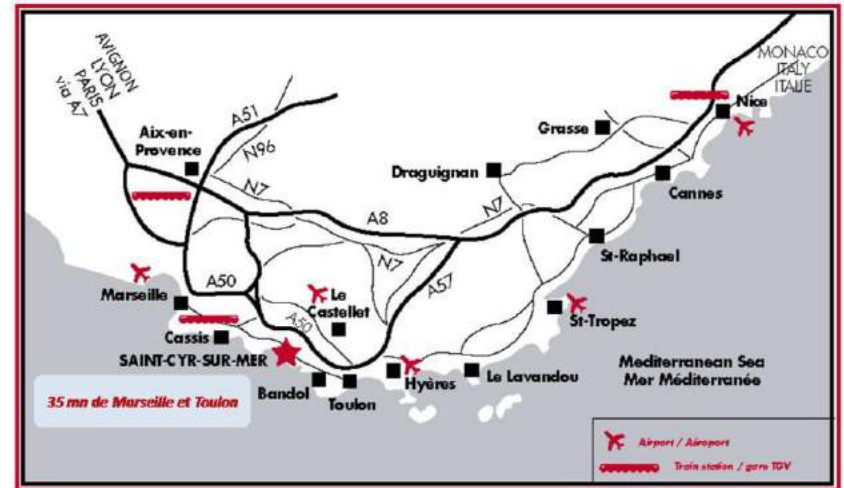 AVIGNON
LYON
PARIS
via A7
MONACO
ITALY
ITALIE
Nice
Aix-en-
Provence
A51
N96
N7
Grasse
Draguignan
Cannes
A8
N7
N7
St-Raphael
A57
A50
Marseille
Le
Castellet
A50
St-Tropez
Cassis
SAINT-CYR-SUR-MER
Bandol
Toulon
Hyères
Le Lavandou
Mediterranean Sea
Mer Méditerranée
35 mn de Marseille et Toulon
Airport / Aéroport
Train station / gare TGV